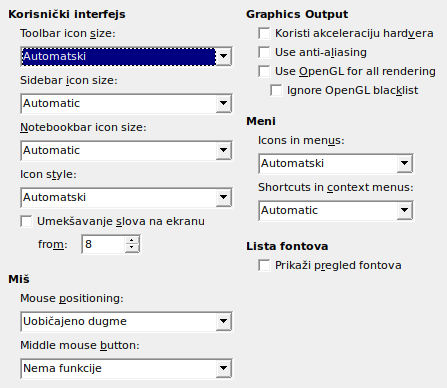 Korisnički interfejs
Toolbar icon size:
Automatski
Sidebar icon size:
Automatic
Notebookbar icon size:
Automatic
Icon style:
Automatski
Umekšavanje slova na ekranu
from:
8
Miš
Mouse positioning:
Uobičajeno dugme
Middle mouse button:
Nema funkcije
Graphics Output
Koristi akceleraciju hardvera
Use anti-aliasing
Use OpenGL for all rendering
Ignore OpenGL blacklist
Meni
Icons in menus:
Automatski
Shortcuts in context menus:
Automatic
Lista fontova
Prikaži pregled fontova